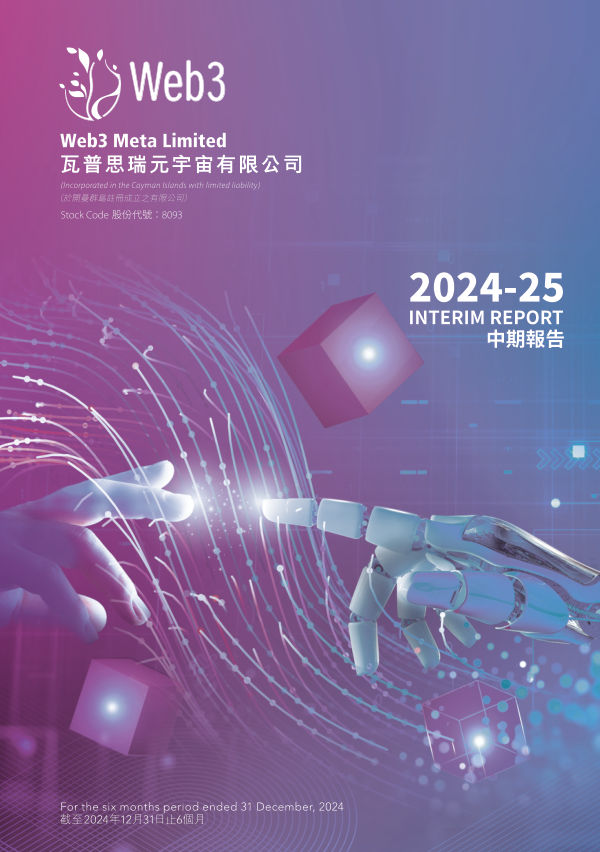 Web3
Web3 Meta Limited
瓦普思瑞元宇宙有限公司
(Incorporated in the Cayman Islands with limited liability)
(於開曼群島註冊成立之有限公司)
Stock Code 股份代號：8093
2024-25
INTERIM REPORT
中期報告
For the six months period ended 31 December, 2024
截至2024年12月31日止6個月